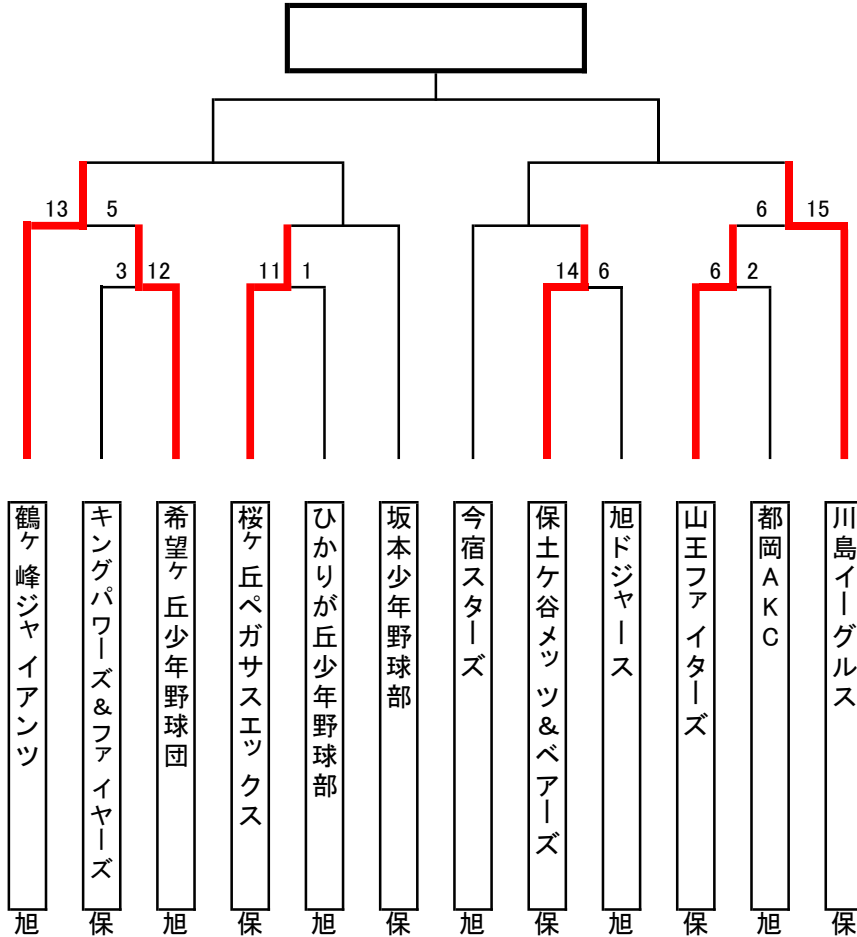 13 5 6 15
3 12 11 1 14 6 6 2
鶴ヶ峰ジャイアンツ
キングパワーズ&ファイヤーズ
希望ヶ丘少年野球団
桜ヶ丘ペガサスエックス
ひかりが丘少年野球部
坂本少年野球部
今宿スターズ
保土ケ谷メッツ&ベアーズ
旭ドジャース
山王ファイターズ
都岡AKC
川島イーグルス
旭 保 旭 保 旭 保 旭 保 旭 保 旭 保